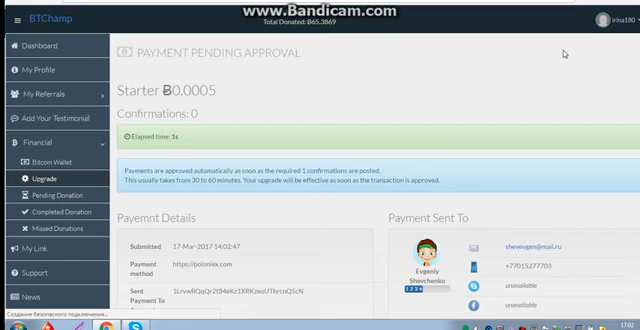 www.Bandicam.com
BTChamp
Total Donated: Ƀ65.3869
irina180
Dashboard
My Profile
My Referrals
Add Your Testimonial
Financial
Bitcoin Wallet
Upgrade
Pending Donation
Completed Donation
Missed Donations
My Link
Support
News
PAYMENT PENDING APPROVAL
Starter Ƀ0.0005
Confirmations: 0
Elapsed time: 1s
Payments are approved automatically as soon as the required 1 confirmations are posted.
This usually takes from 30 to 60 minutes. Your upgrade will be effective as soon as the transaction is approved.
Payemnt Details
Submitted 17-Mar-2017 14:02:47
Payment method https://poloniex.com
Sent Payment To
Payment Sent To
Evgeniy Shevchenko
1 2 3 4
shevevgen@mail.ru
+77015277703
unavailable
unavailable
Создание безопасного подключения...
17:02